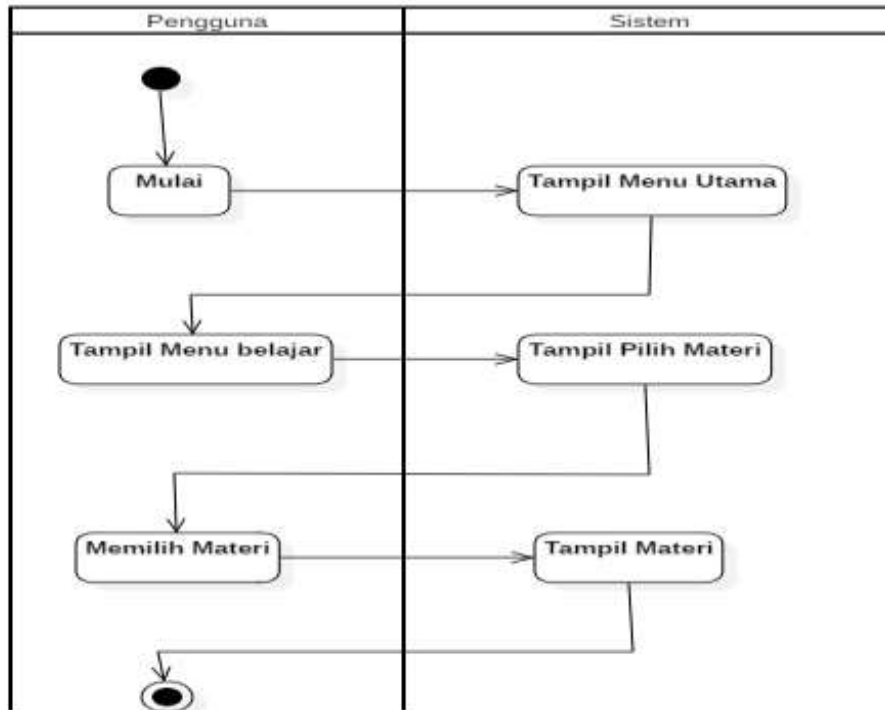 Pengguna
Sistem
Mulai
Tampil Menu Utama
Tampil Menu belajar
Tampil Pilih Materi
Memilih Materi
Tampil Materi